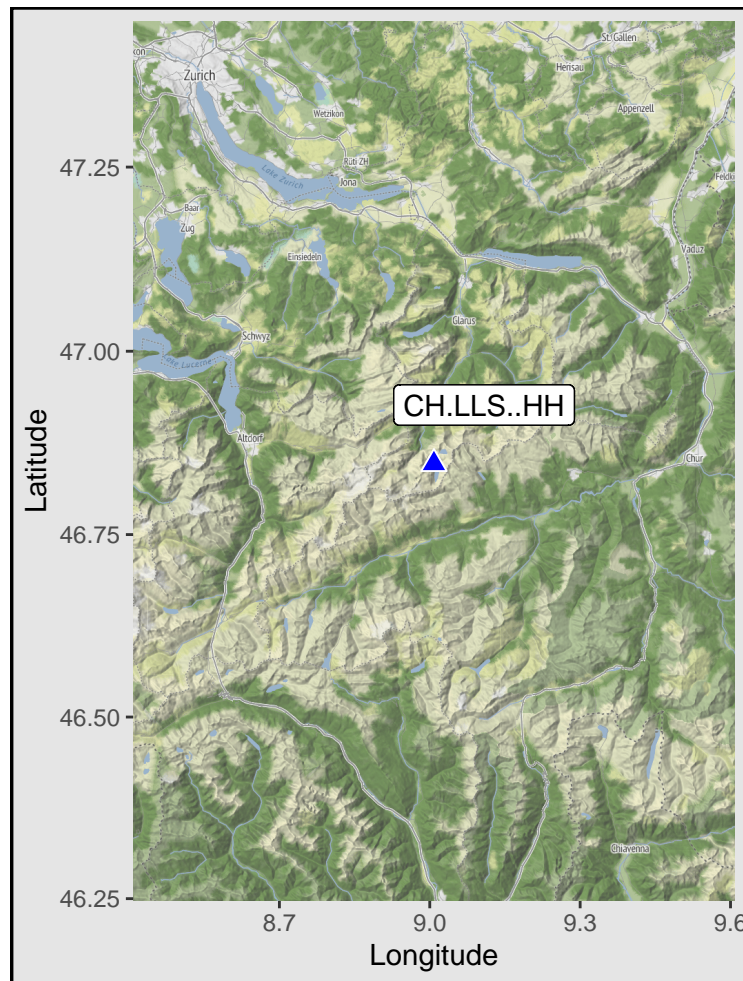 St. Gallen
Zurich
Herisau
Appenzell
Wetzikon
47.25
Rüti ZH
Lake Zurich
Jona
Baar
Zug
Einsiedeln
Vaduz
Glarus
47.00
Schwyz
Lake Lucerne
CH.LLS..HH
Altdorf
Chur
Latitude
46.75
46.50
Chiavenna
46.25
8.7
9.0
9.3
9.6
Longitude